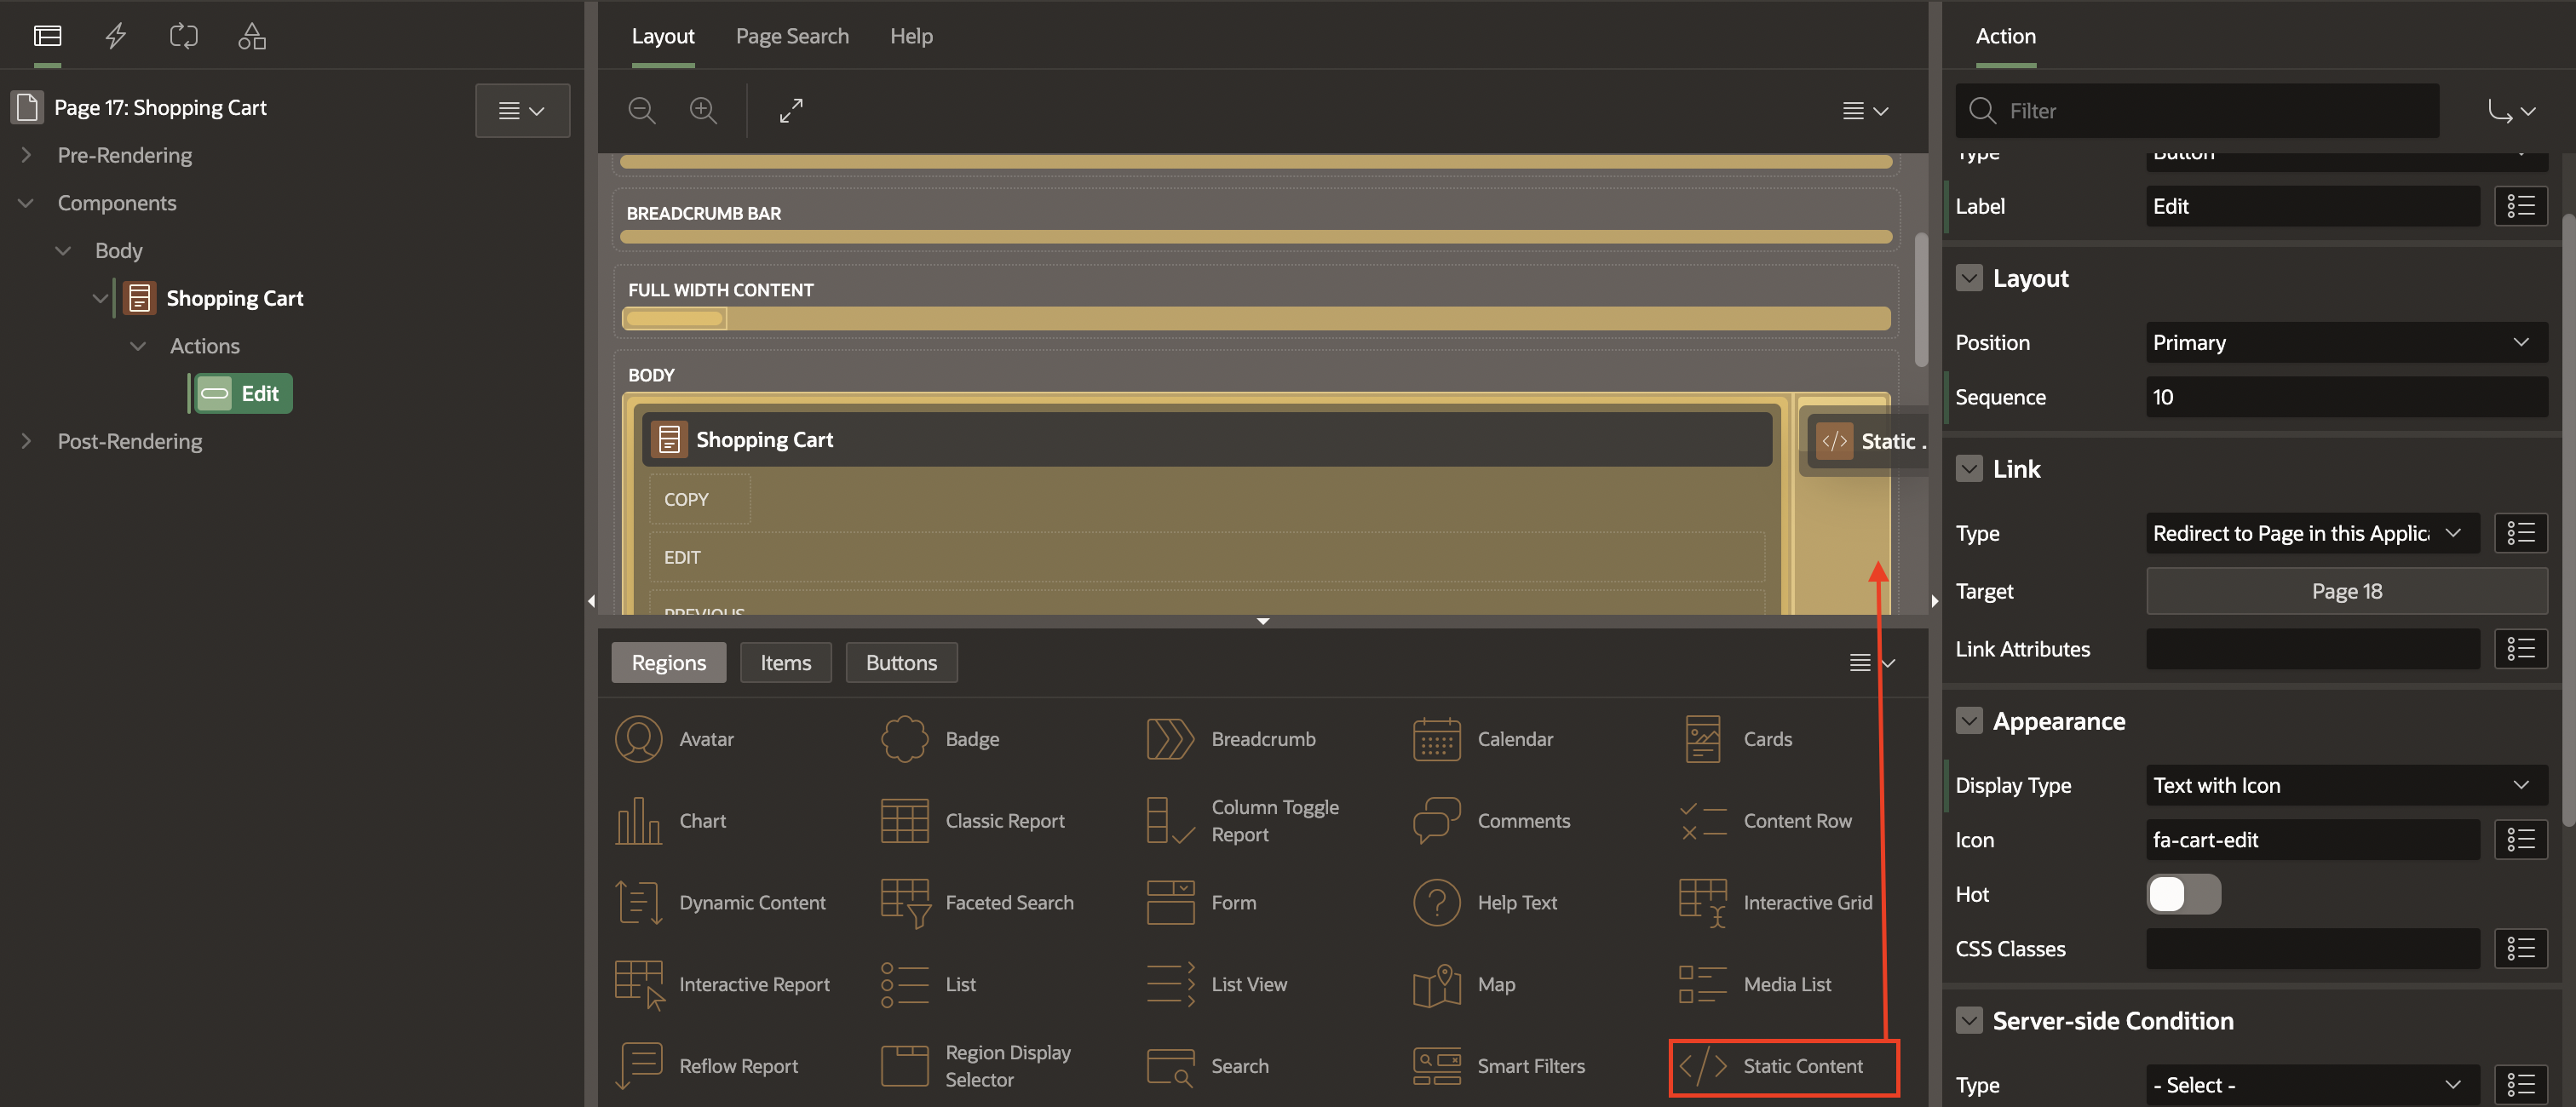 Layout
Page Search
Help
Action
Page 17: Shopping Cart
Filter
Pre-Rendering
Components
Body
Shopping Cart
Actions
Edit
Post-Rendering
BREADCRUMB BAR
FULL WIDTH CONTENT
BODY
Shopping Cart
</> Static .
COPY
EDIT
PREVIOUS
Regions
Items
Buttons
Avatar
Badge
Breadcrumb
Calendar
Cards
Chart
Classic Report
Column Toggle
Report
Comments
Content Row
Dynamic Content
Faceted Search
Form
Help Text
Interactive Grid
Interactive Report
List
List View
Map
Media List
Reflow Report
Region Display
Selector
Search
Smart Filters
</> Static Content
Type Button
Label Edit
Layout
Position Primary
Sequence 10
Link
Type Redirect to Page in this Applica
Target Page 18
Link Attributes
Appearance
Display Type Text with Icon
Icon fa-cart-edit
Hot
CSS Classes
Server-side Condition
Type - Select -